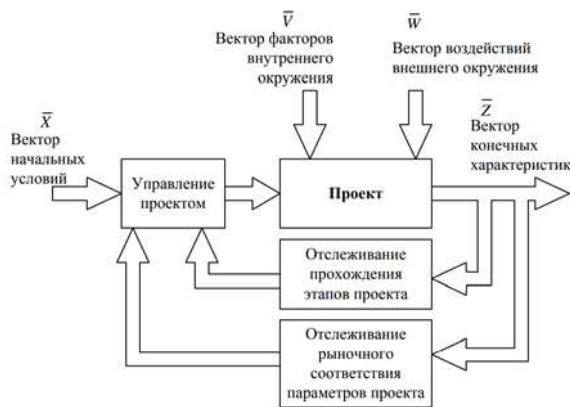 V
Вектор факторов
внутреннего
окружения
W
Вектор воздействий
внешнего окружения
X
Вектор
начальных
условий
Z
Вектор
конечных
характеристик
Управление
проектом
Проект
Отслеживание
прохождения
этапов проекта
Отслеживание
рыночного
соответствия
параметров проекта